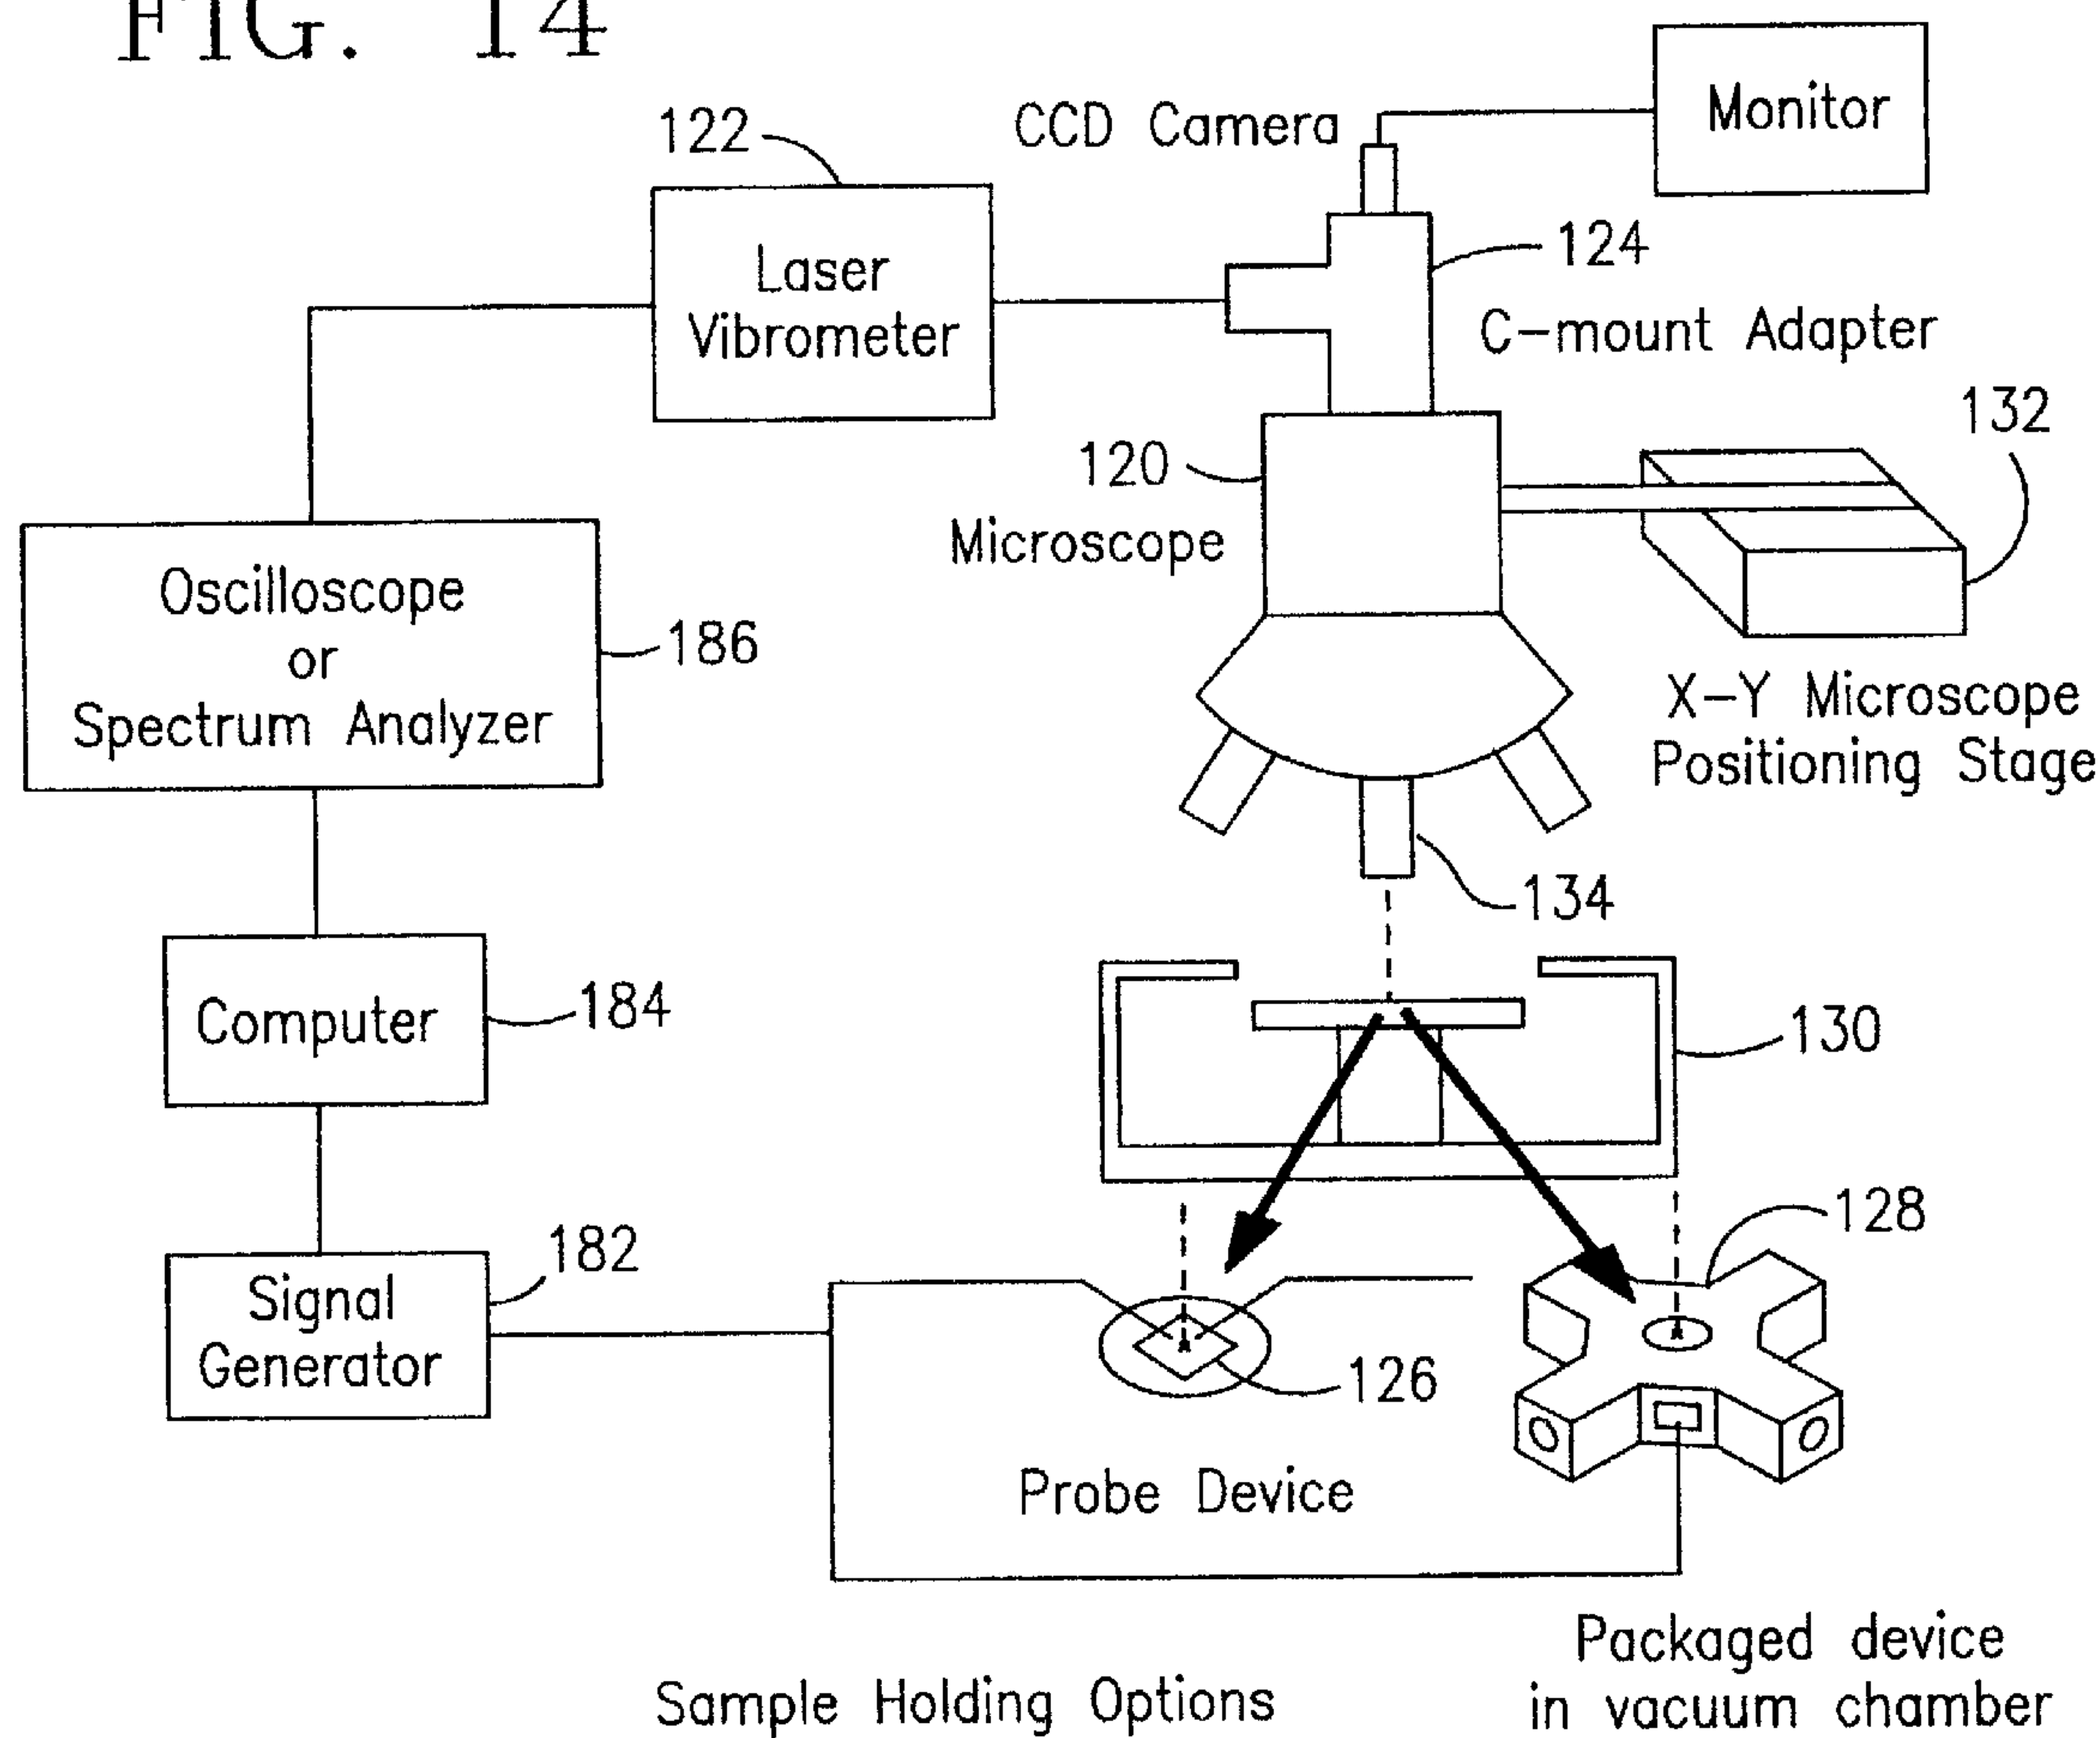 FIG. 14
Monitor
CCD Camera
122
124
Laser
Vibrometer
C-mount Adapter
132
120
Microscope
Oscilloscope
or
Spectrum Analyzer
186
X-Y Microscope
Positioning Stage
134
Computer
184
130
128
182
Signal
Generator
126
Probe Device
Packaged device
in vacuum chamber
Sample Holding Options